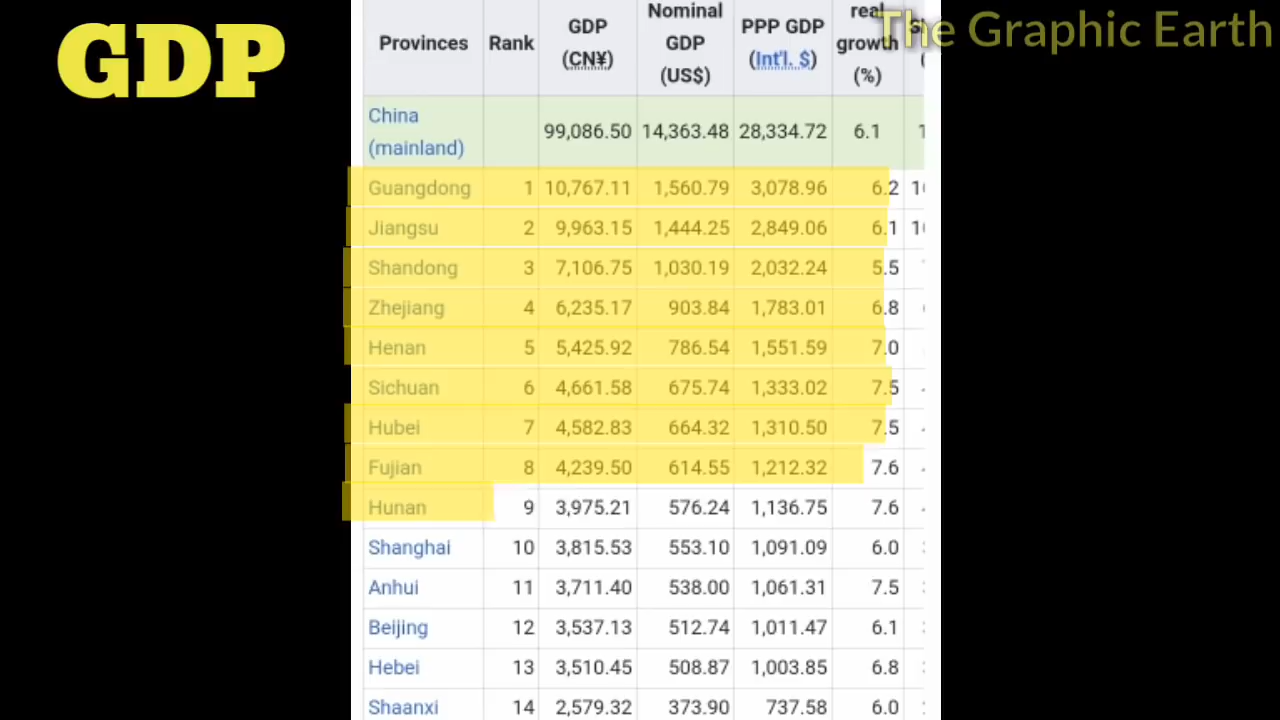 GDP
The Graphic Earth
Provinces Rank GDP (CN¥) Nominal GDP (US$) PPP GDP (Int'l. $) real growth (%)
China (mainland) 99,086.50 14,363.48 28,334.72 6.1
Guangdong 1 10,767.11 1,560.79 3,078.96 6.2
Jiangsu 2 9,963.15 1,444.25 2,849.06 6.1
Shandong 3 7,106.75 1,030.19 2,032.24 5.5
Zhejiang 4 6,235.17 903.84 1,783.01 6.8
Henan 5 5,425.92 786.54 1,551.59 7.0
Sichuan 6 4,661.58 675.74 1,333.02 7.5
Hubei 7 4,582.83 664.32 1,310.50 7.5
Fujian 8 4,239.50 614.55 1,212.32 7.6
Hunan 9 3,975.21 576.24 1,136.75 7.6
Shanghai 10 3,815.53 553.10 1,091.09 6.0
Anhui 11 3,711.40 538.00 1,061.31 7.5
Beijing 12 3,537.13 512.74 1,011.47 6.1
Hebei 13 3,510.45 508.87 1,003.85 6.8
Shaanxi 14 2,579.32 373.90 737.58 6.0